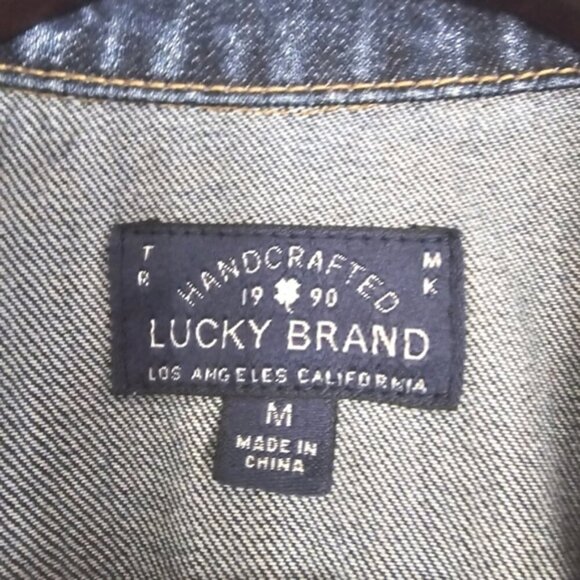 TR MK
HANDCRAFTED
19 90
LUCKY BRAND
LOS ANGELES CALIFORNIA
M
MADE IN
CHINA